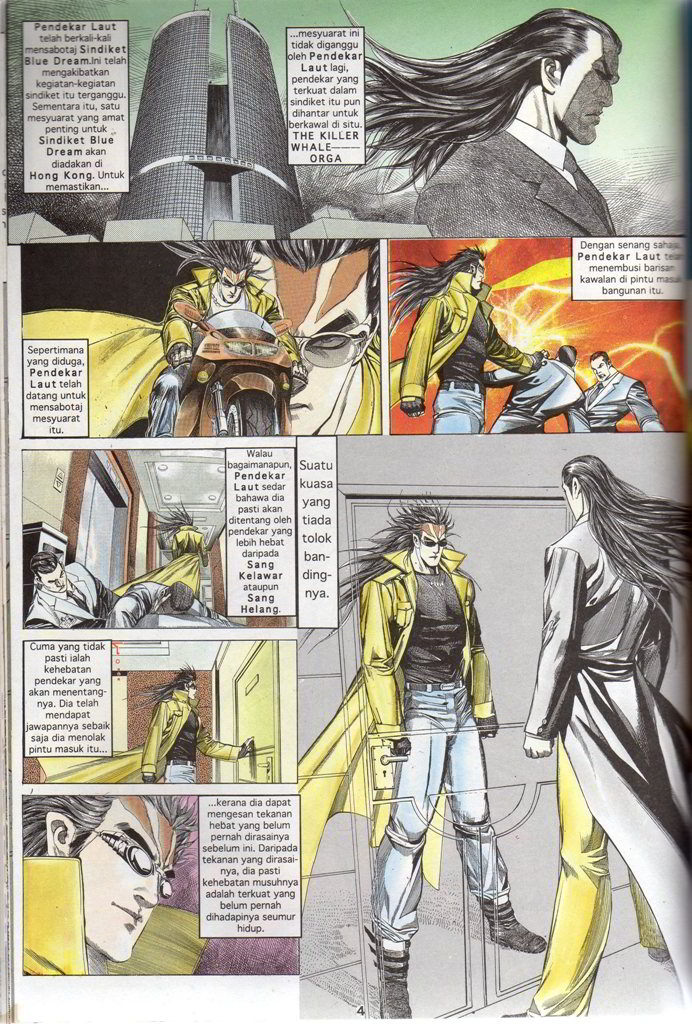 Pendekar Laut
telah berkali-kali
mensabotaj Sindiket
Blue Dream.Ini telah
mengakibatkan
kegiatan-kegiatan
sindiket itu terganggu.
Sementara itu, satu
mesyuarat yang amat
penting untuk
Sindiket Blue
Dream akan
diadakan di
Hong Kong. Untuk
memastikan...
...mesyuarat ini
tidak diganggu
oleh Pendekar
Laut lagi,
pendekar yang
terkuat dalam
sindiket itu pun
dihantar untuk
berkawal di situ.
THE KILLER
WHALE——
ORGA
Sepertimana
yang diduga,
Pendekar
Laut telah
datang untuk
mensabotaj
mesyuarat
itu.
Dengan senang sahaja,
Pendekar Laut telah
menembusi barisan
kawalan di pintu masuk
bangunan itu.
Walau
bagaimanapun,
Pendekar
Laut sedar
bahawa dia
pasti akan
ditentang oleh
pendekar yang
lebih hebat
daripada
Sang
Kelawar
ataupun
Sang
Helang.
Suatu
kuasa
yang
tiada
tolok
ban-
ding-
nya.
Cuma yang tidak
pasti ialah
kehebatan
pendekar yang
akan menentang-
nya. Dia telah
mendapat
jawapannya sebaik
saja dia menolak
pintu masuk itu...
...kerana dia dapat
mengesan tekanan
hebat yang belum
pernah dirasainya
sebelum ini. Daripada
tekanan yang dirasai-
nya, dia pasti
kehebatan musuhnya
adalah terkuat yang
belum pernah
dihadapinya seumur
hidup.
4